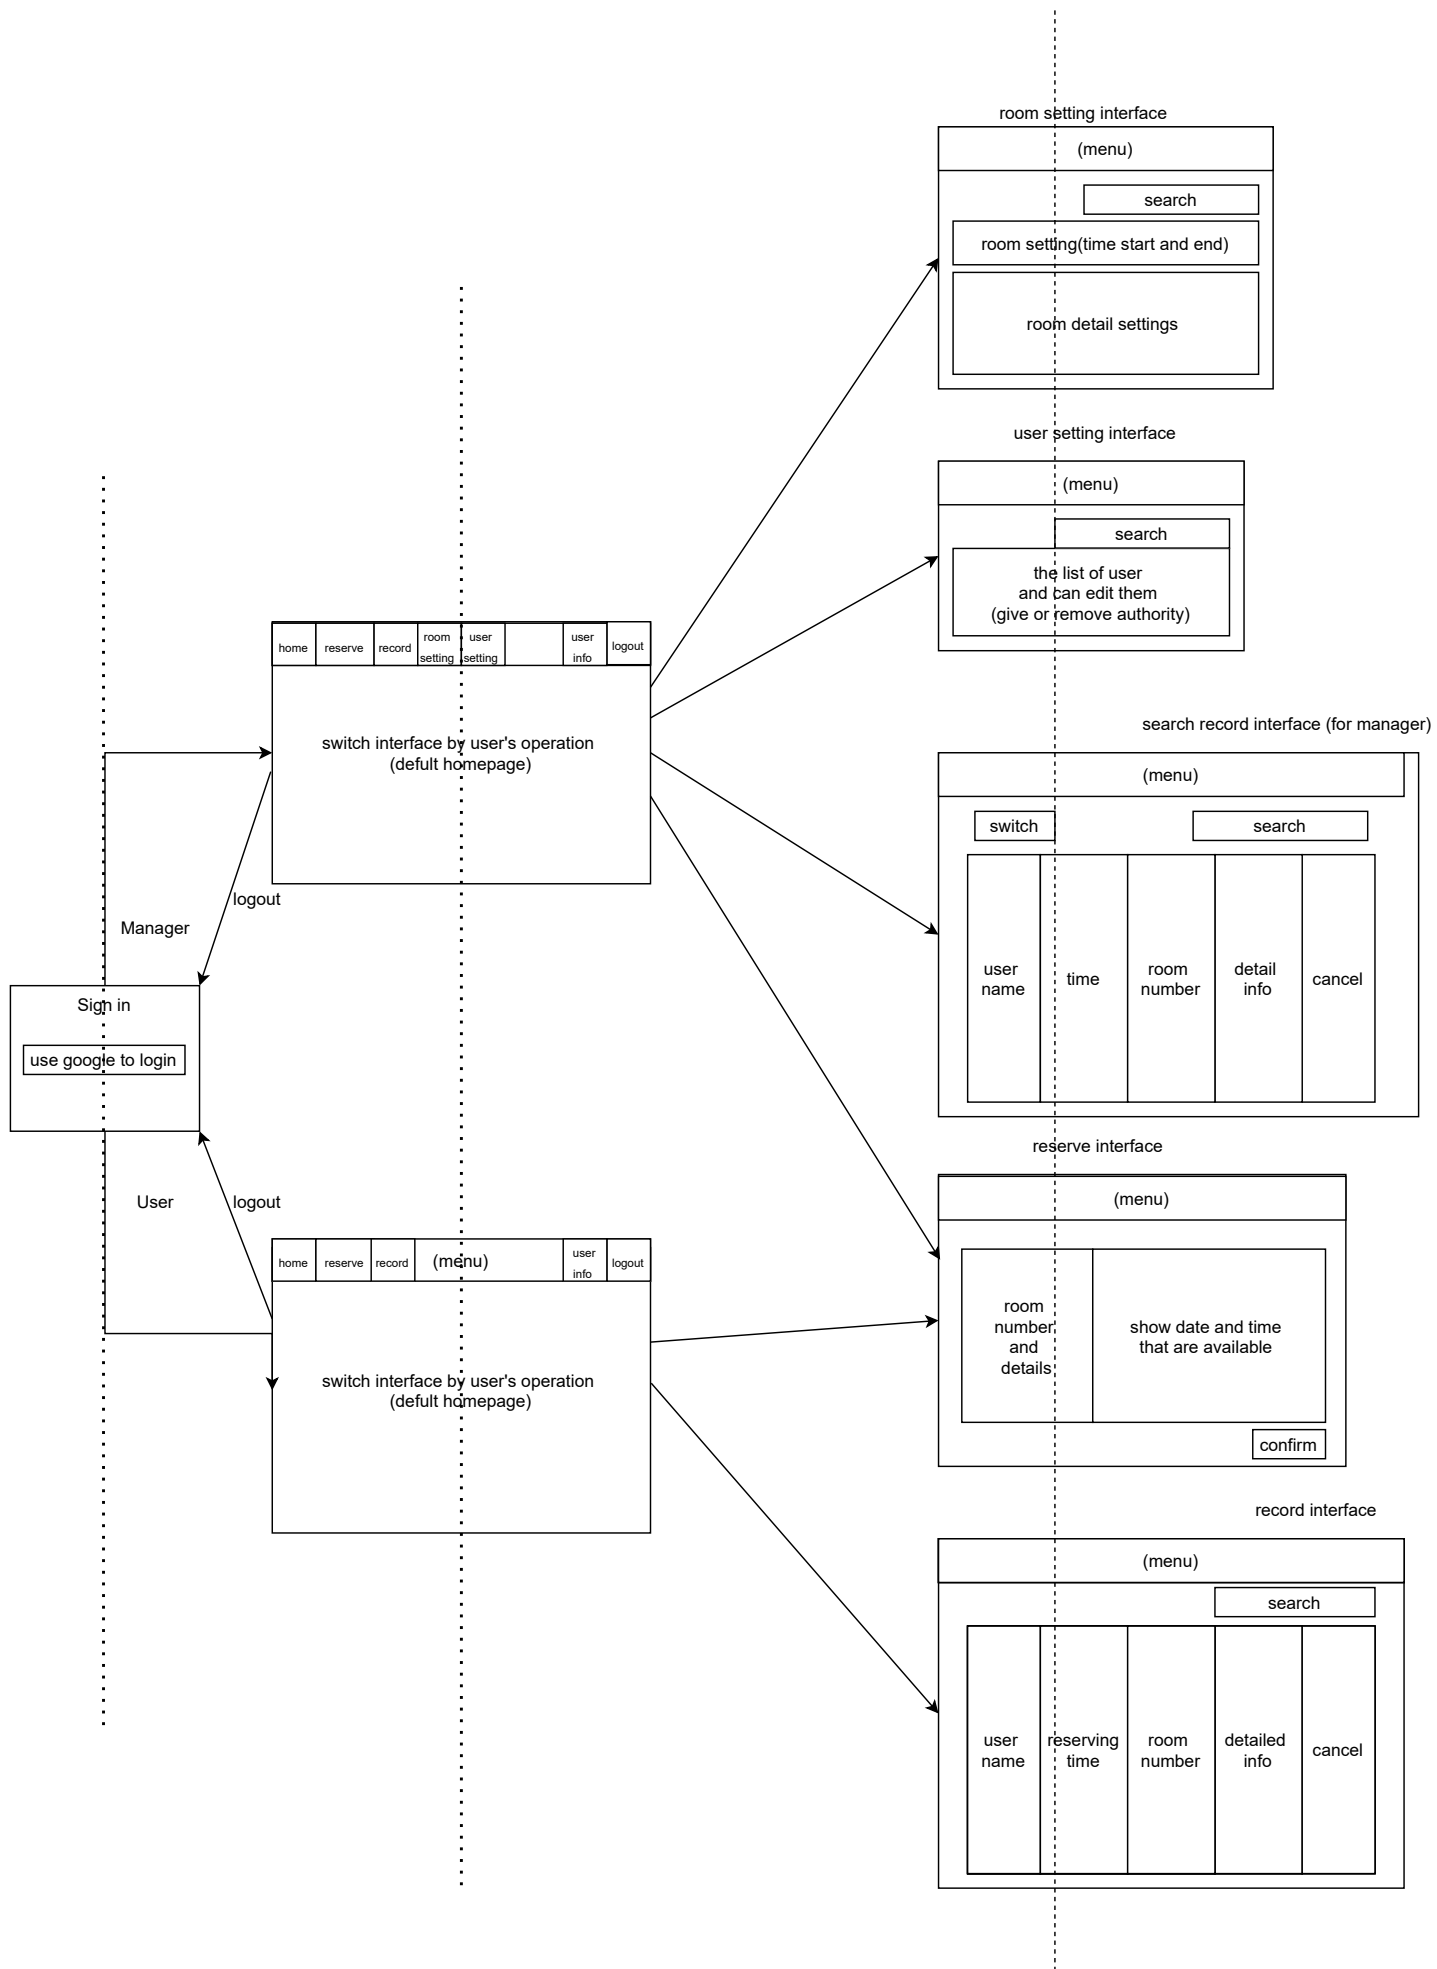 room setting interface
(menu)
search
room setting(time start and end)
room detail settings
user setting interface
(menu)
search
the list of user
and can edit them
(give or remove authority)
home
reserve
record
room
setting
user
setting
user
info
logout
switch interface by user's operation
(defult homepage)
search record interface (for manager)
(menu)
switch
search
user
name
time
room
number
detail
info
cancel
logout
Manager
Sign in
use google to login
User
logout
reserve interface
(menu)
room
number
and
details
show date and time
that are available
confirm
home
reserve
record
(menu)
user
info
logout
switch interface by user's operation
(defult homepage)
record interface
(menu)
search
user
name
reserving
time
room
number
detailed
info
cancel